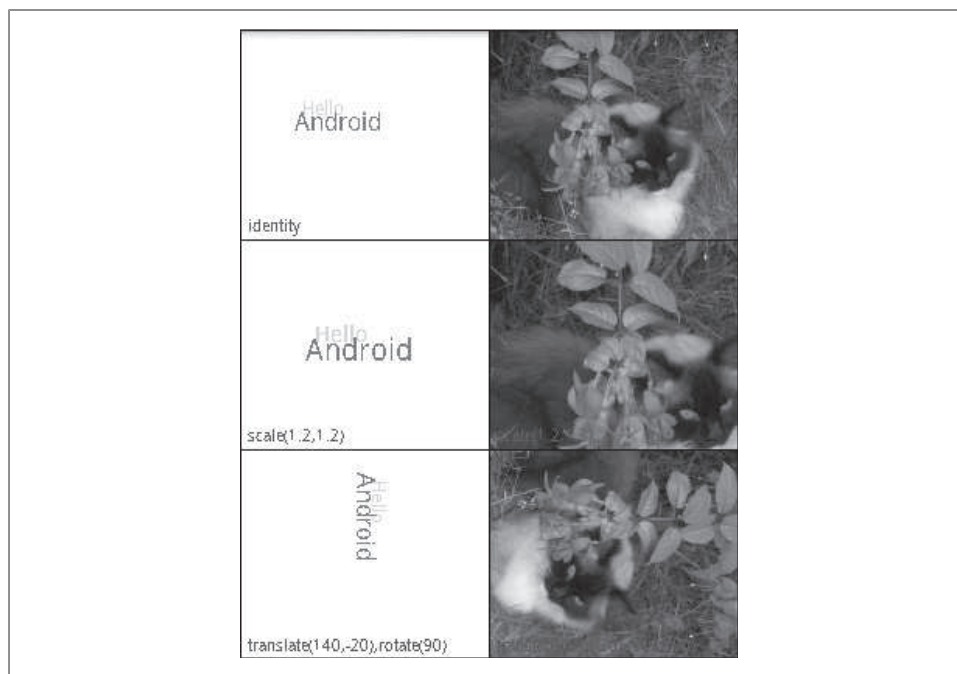 Hello
Android
identity
Hello
Android
scale(1.2,1.2)
Hello
Android
translate(140,-20),rotate(90)